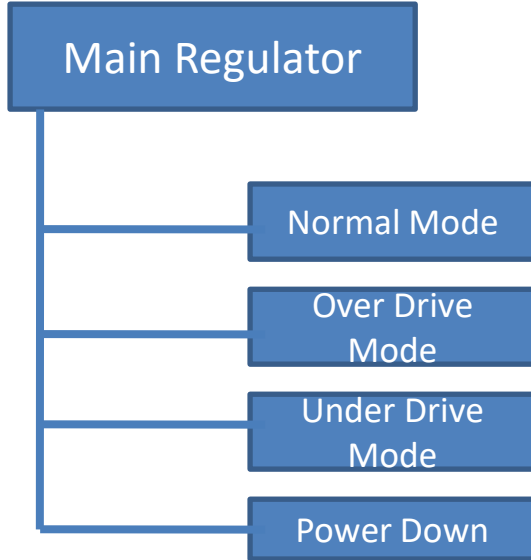 Main Regulator
Normal Mode
Over Drive
Mode
Under Drive
Mode
Power Down